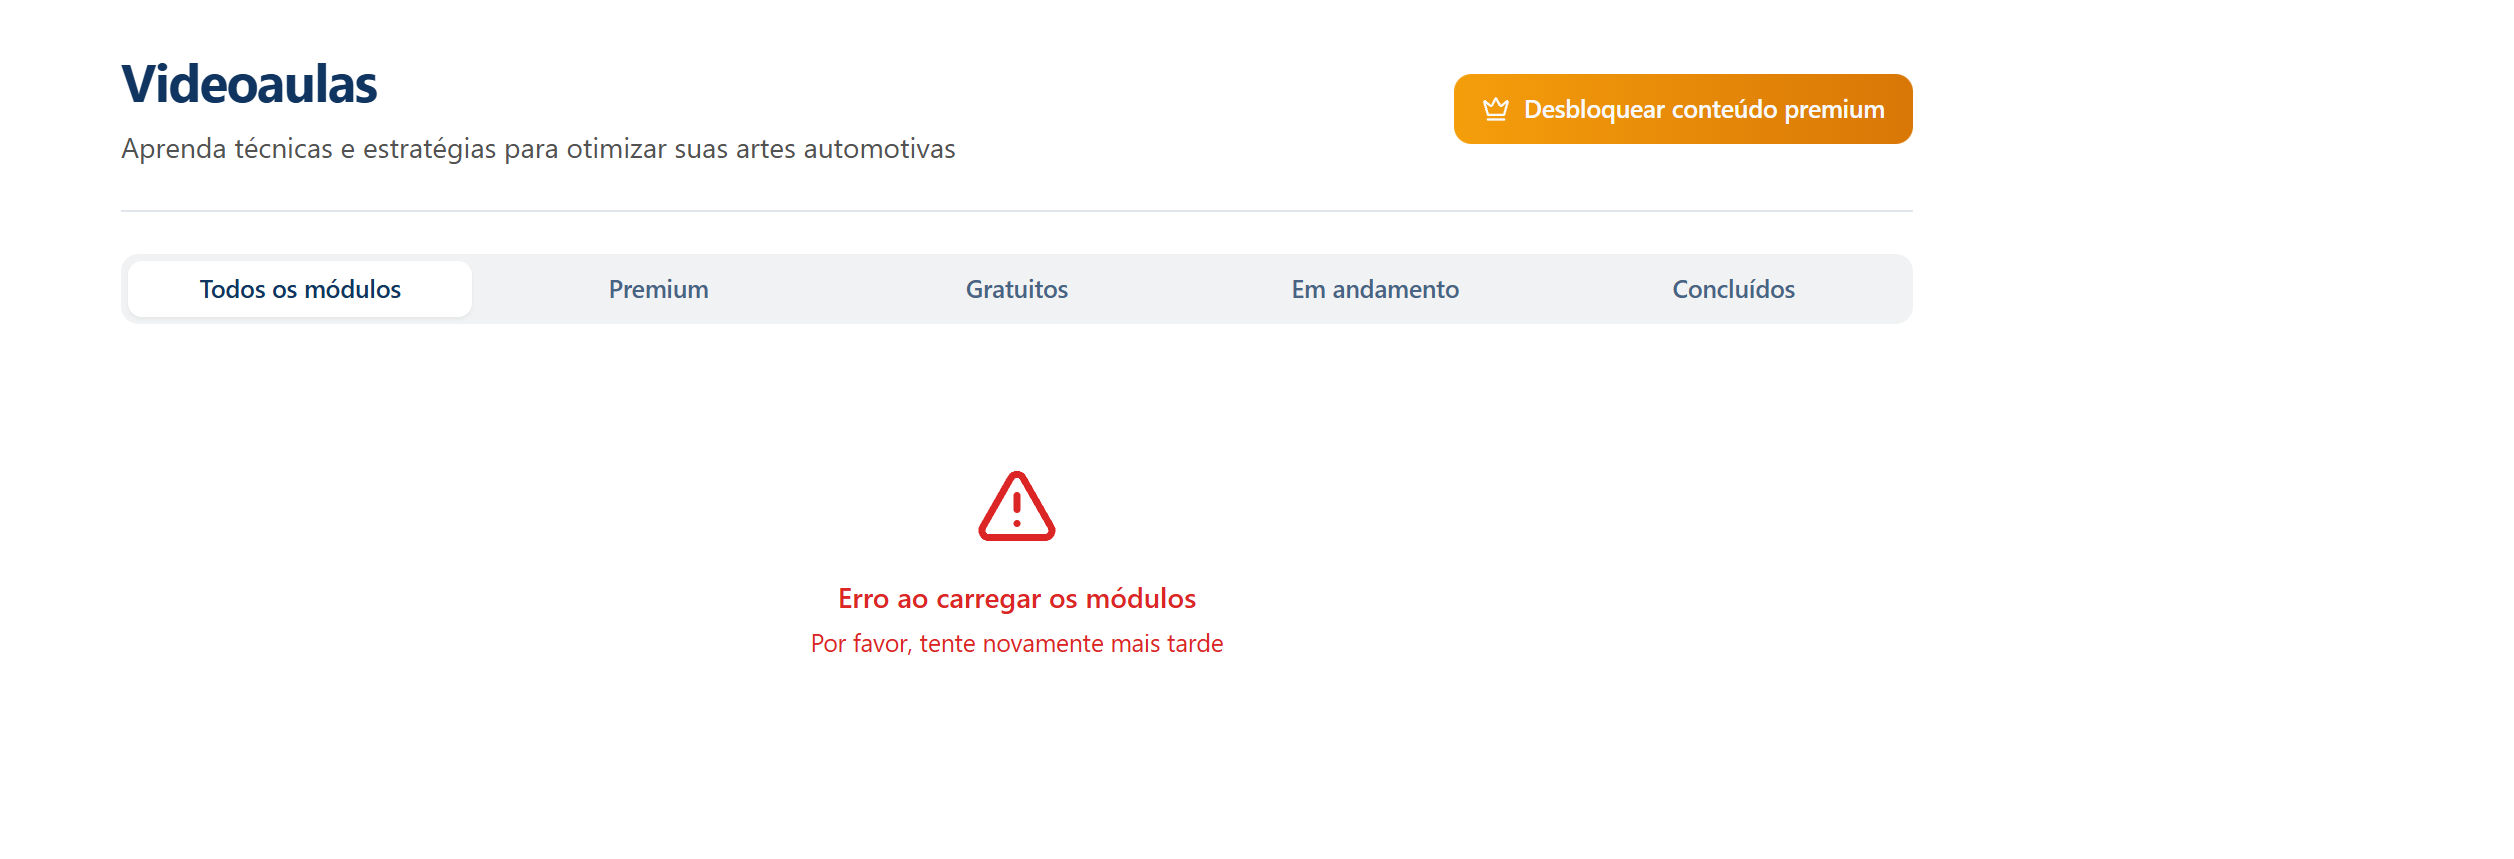 Videoaulas
Aprenda técnicas e estratégias para otimizar suas artes automotivas
Desbloquear conteúdo premium
Todos os módulos
Premium
Gratuitos
Em andamento
Concluídos
Erro ao carregar os módulos
Por favor, tente novamente mais tarde